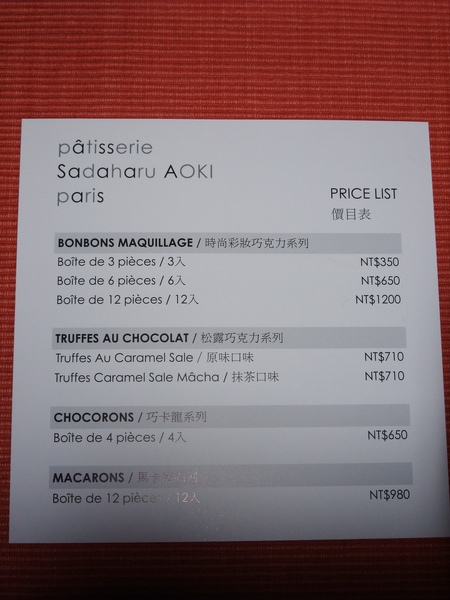 pâtisserie
Sadaharu AOKI
paris
PRICE LIST
價目表
BONBONS MAQUILLAGE / 時尚彩妝巧克力系列
Boîte de 3 pièces / 3入 NT$350
Boîte de 6 pièces / 6入 NT$650
Boîte de 12 pièces / 12入 NT$1200
TRUFFES AU CHOCOLAT / 松露巧克力系列
Truffes Au Caramel Sale / 原味口味 NT$710
Truffes Caramel Sale Mâcha / 抹茶口味 NT$710
CHOCORONS / 巧卡龍系列
Boîte de 4 pièces / 4入 NT$650
MACARONS /
Boîte de 12 pièces / 12入 NT$980